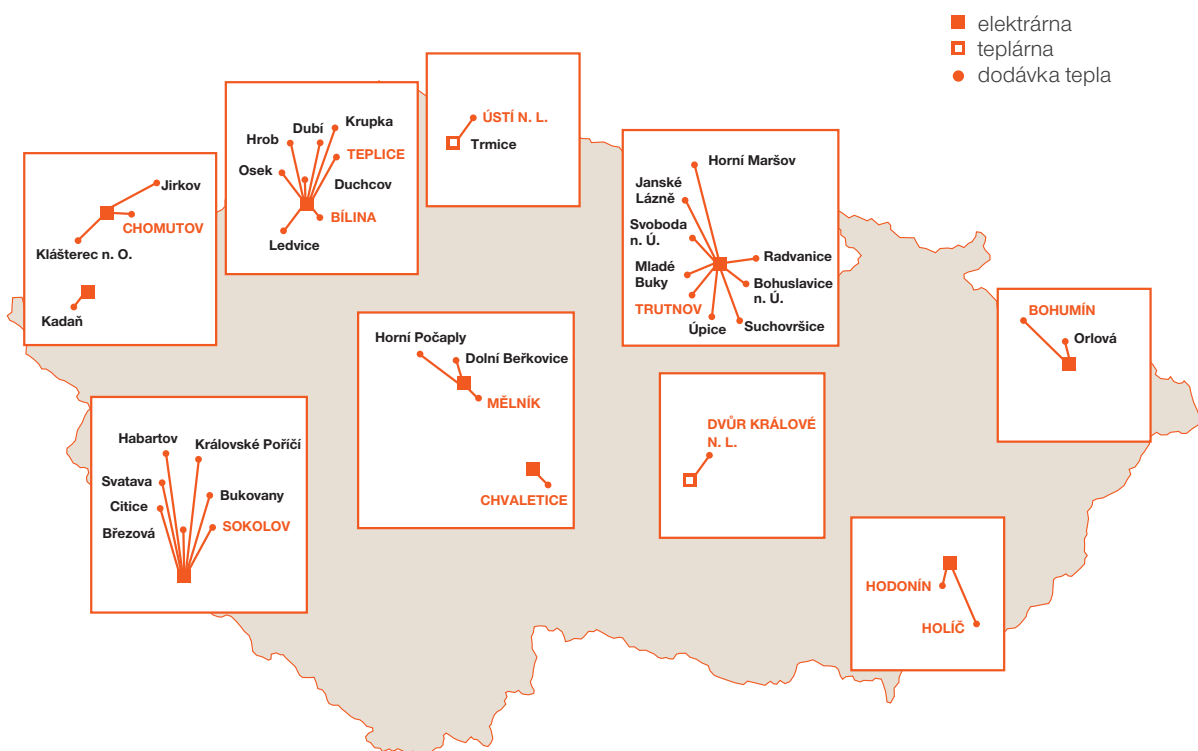 elektrárna
teplárna
dodávka tepla
Jirkov
CHOMUTOV
Klášterec n. O.
Kadaň
Krupka
Dubí
Hrob
TEPLICE
Osek
Duchcov
BÍLINA
Ledvice
ÚSTÍ N. L.
Trmice
Horní Maršov
Janské
Lázně
Svoboda
n. Ú.
Radvanice
Mladé
Buky
Bohuslavice
n. Ú.
TRUTNOV
Úpice
Suchovršice
BOHUMÍN
Orlová
Horní Počaply
Dolní Beřkovice
MĚLNÍK
CHVALETICE
DVŮR KRÁLOVÉ
N. L.
Habartov
Královské Poříčí
Svatava
Bukovany
Citice
SOKOLOV
Březová
HODONÍN
HOLÍČ